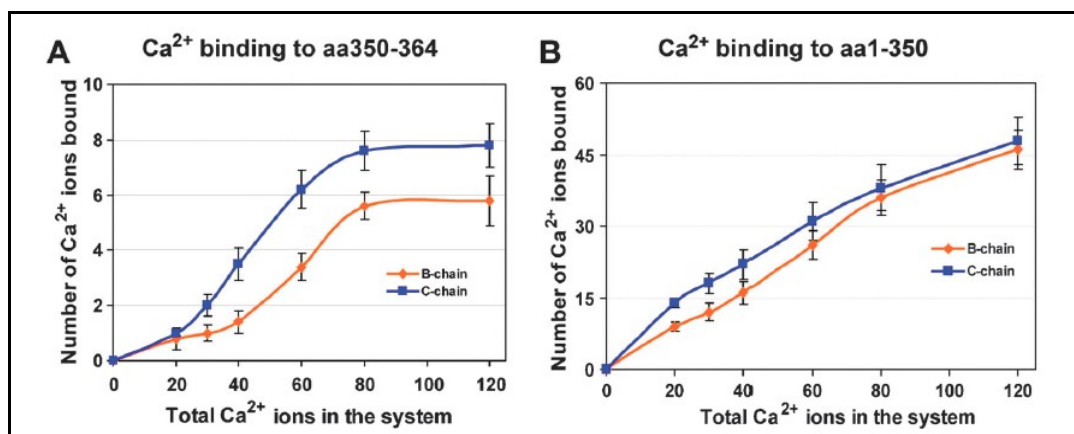 A Ca²⁺ binding to aa350-364
Number of Ca²⁺ ions bound
10
8
6
4
2
0
0 20 40 60 80 100 120
B-chain
C-chain
Total Ca²⁺ ions in the system
B Ca²⁺ binding to aa1-350
Number of Ca²⁺ ions bound
60
45
30
15
0
0 20 40 60 80 100 120
B-chain
C-chain
Total Ca²⁺ ions in the system